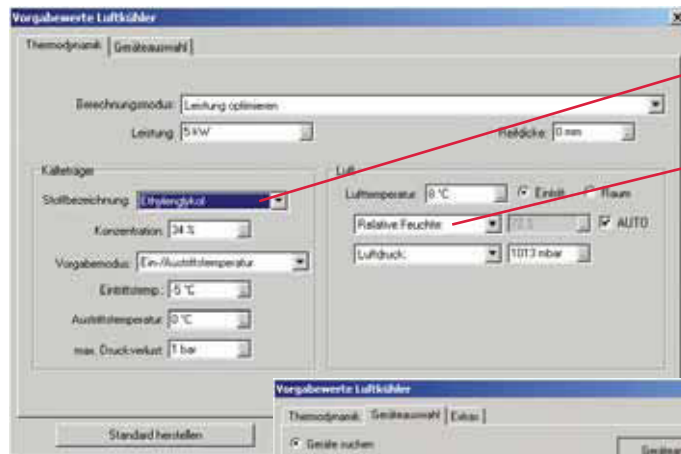 Vorgabewerte Luftkühler
Thermodynamik Geräteauswahl
Berechnungsmodus: Leistung optimieren
Leistung: 5 kW Reifdicke: 0 mm
Kälteträger Luft
Stoffbezeichnung: Ethylenglykol Lufttemperatur: 8 °C Eintritt Raum
Konzentration: 34 % Relative Feuchte: AUTO
Vorgabemodus: Ein-/Austrittstemperatur Luftdruck: 1013 mbar
Eintrittstemp.: -5 °C
Austrittstemperatur: 0 °C
max. Druckverlust: 1 bar
Standard herstellen
Vorgabewerte Luftkühler
Thermodynamik Geräteauswahl Extras
Geräte suchen